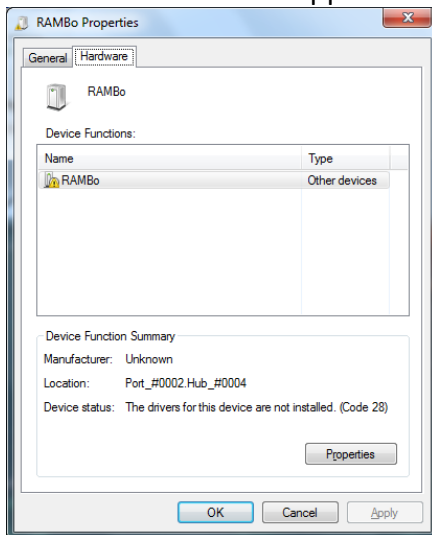 RAMBo Properties
General Hardware
RAMBo
Device Functions:
Name Type
RAMBo Other devices
Device Function Summary
Manufacturer: Unknown
Location: Port_#0002.Hub_#0004
Device status: The drivers for this device are not installed. (Code 28)
Properties
OK Cancel Apply